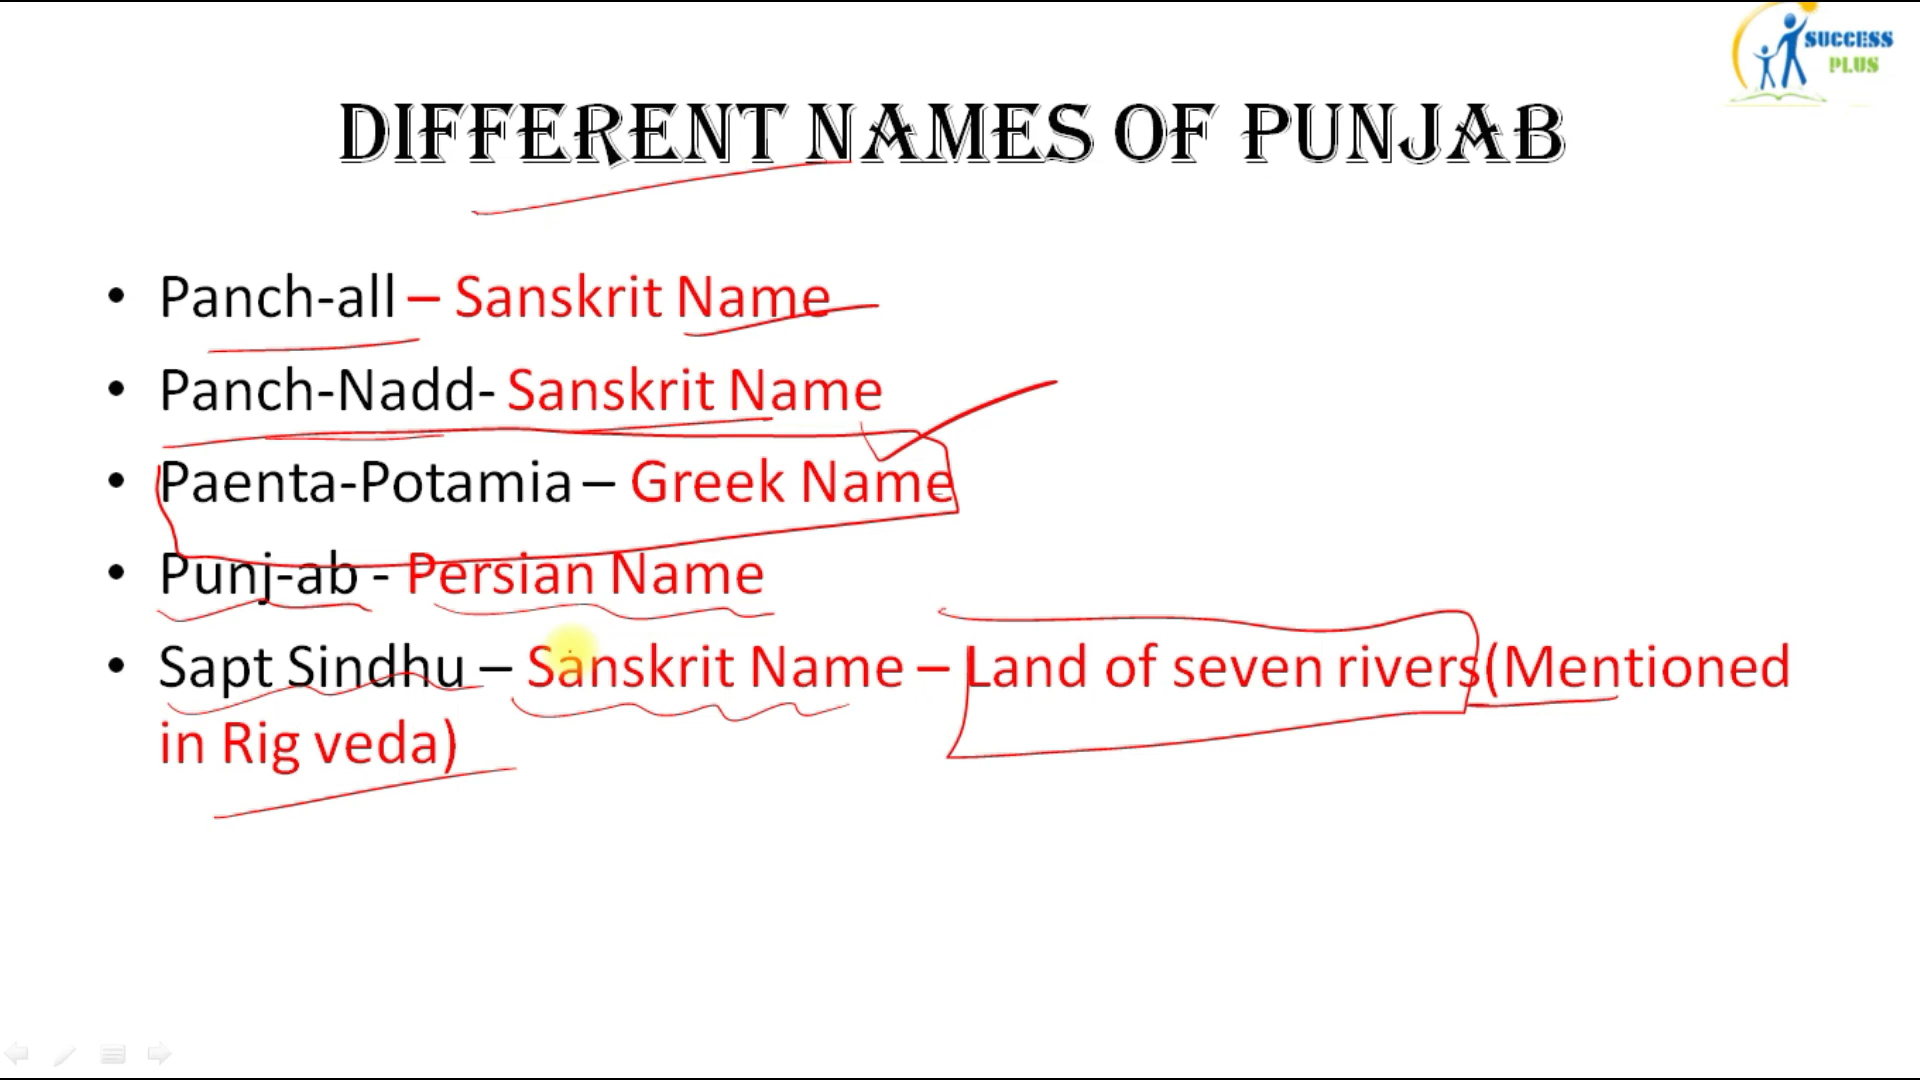 SUCCESS
PLUS
DIFFERENT NAMES OF PUNJAB
• Panch-all – Sanskrit Name
• Panch-Nadd- Sanskrit Name
• Paenta-Potamia – Greek Name
• Punj-ab - Persian Name
• Sapt Sindhu – Sanskrit Name – Land of seven rivers(Mentioned
in Rig veda)